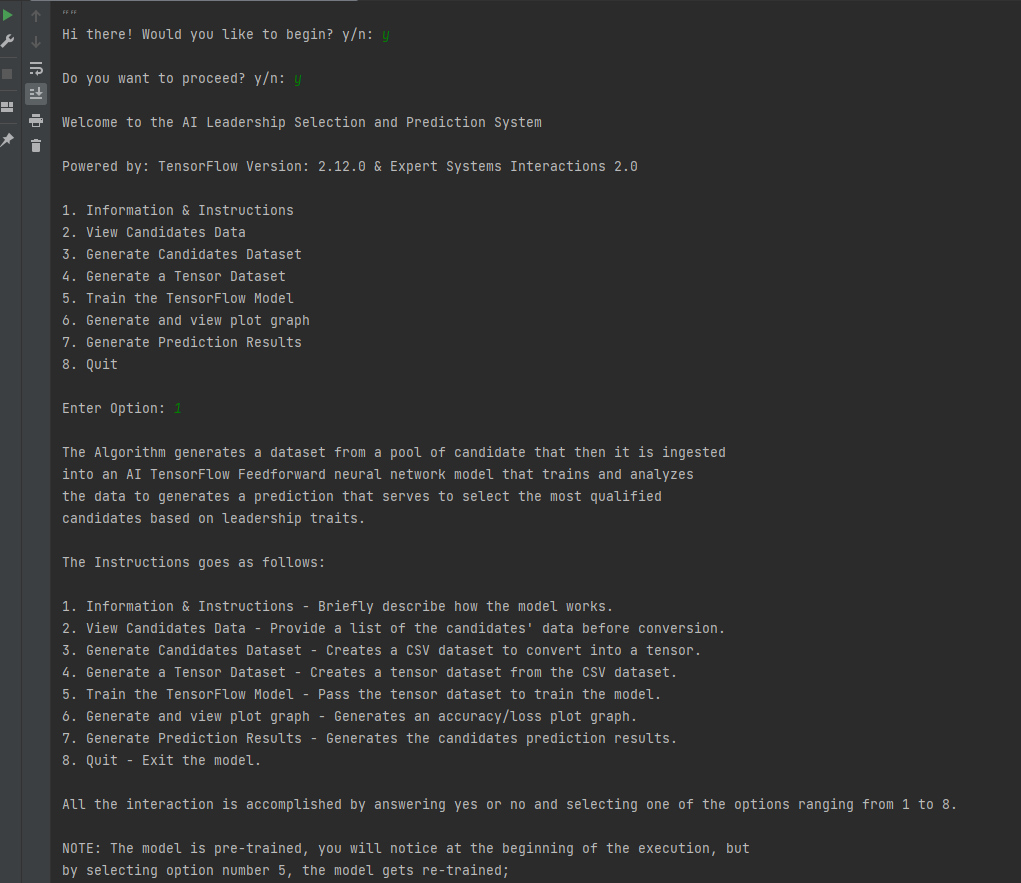 Hi there! Would you like to begin? y/n: y
Do you want to proceed? y/n: y
Welcome to the AI Leadership Selection and Prediction System
Powered by: TensorFlow Version: 2.12.0 & Expert Systems Interactions 2.0
1. Information & Instructions
2. View Candidates Data
3. Generate Candidates Dataset
4. Generate a Tensor Dataset
5. Train the TensorFlow Model
6. Generate and view plot graph
7. Generate Prediction Results
8. Quit
Enter Option: 1
The Algorithm generates a dataset from a pool of candidate that then it is ingested
into an AI TensorFlow Feedforward neural network model that trains and analyzes
the data to generates a prediction that serves to select the most qualified
candidates based on leadership traits.
The Instructions goes as follows:
1. Information & Instructions - Briefly describe how the model works.
2. View Candidates Data - Provide a list of the candidates' data before conversion.
3. Generate Candidates Dataset - Creates a CSV dataset to convert into a tensor.
4. Generate a Tensor Dataset - Creates a tensor dataset from the CSV dataset.
5. Train the TensorFlow Model - Pass the tensor dataset to train the model.
6. Generate and view plot graph - Generates an accuracy/loss plot graph.
7. Generate Prediction Results - Generates the candidates prediction results.
8. Quit - Exit the model.
All the interaction is accomplished by answering yes or no and selecting one of the options ranging from 1 to 8.
NOTE: The model is pre-trained, you will notice at the beginning of the execution, but
by selecting option number 5, the model gets re-trained;